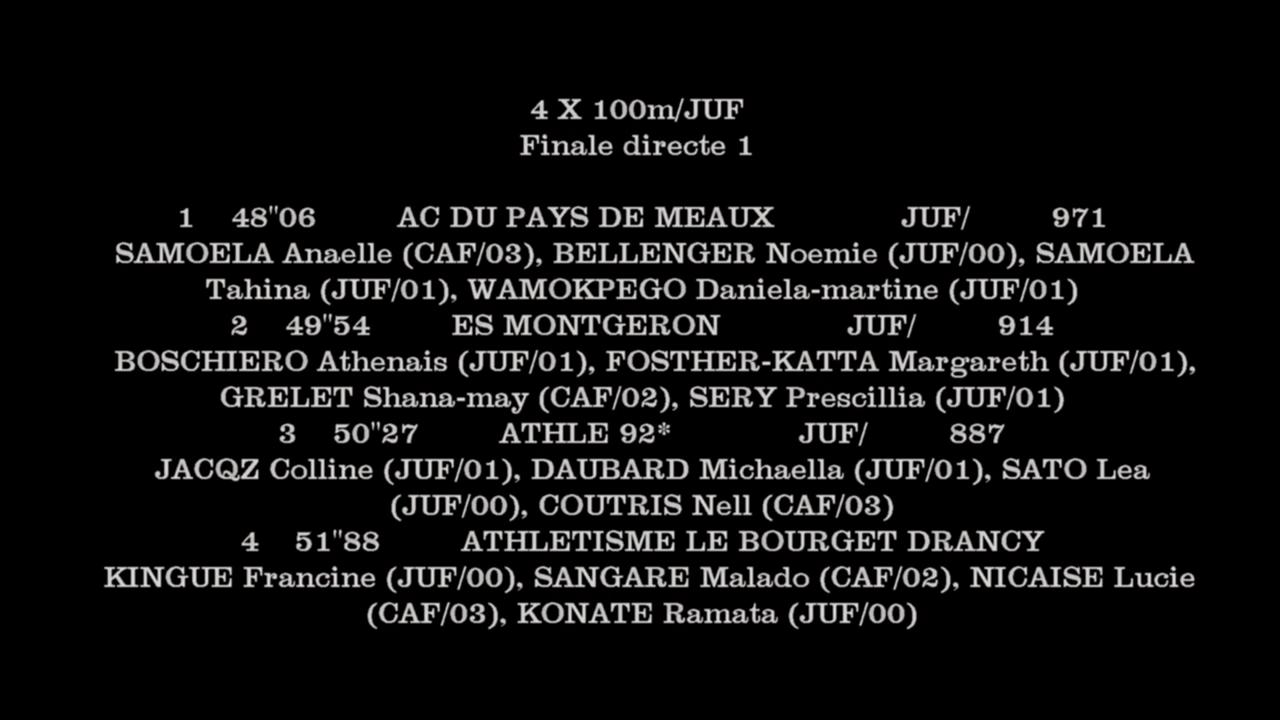 4 X 100m/JUF
Finale directe 1
1 48"06 AC DU PAYS DE MEAUX JUF/ 971
SAMOELA Anaelle (CAF/03), BELLENGER Noemie (JUF/00), SAMOELA
Tahina (JUF/01), WAMOKPEGO Daniela-martine (JUF/01)
2 49"54 ES MONTGERON JUF/ 914
BOSCHIERO Athenais (JUF/01), FOSTHER-KATTA Margareth (JUF/01),
GRELET Shana-may (CAF/02), SERY Prescillia (JUF/01)
3 50"27 ATHLE 92* JUF/ 887
JACQZ Colline (JUF/01), DAUBARD Michaella (JUF/01), SATO Lea
(JUF/00), COUTRIS Nell (CAF/03)
4 51"88 ATHLETISME LE BOURGET DRANCY
KINGUE Francine (JUF/00), SANGARE Malado (CAF/02), NICAISE Lucie
(CAF/03), KONATE Ramata (JUF/00)